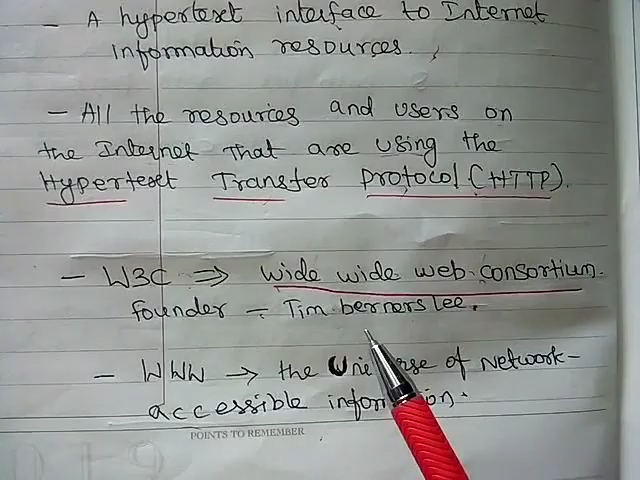 - A hypertext interface to Internet
information resources.
- All the resources and users on
the Internet that are using the
Hypertext Transfer Protocol (HTTP).
- W3C ⇒ wide wide web consortium.
founder - Tim berners lee.
- WWW → the of Network-
accessible
POINTS TO REMEMBER